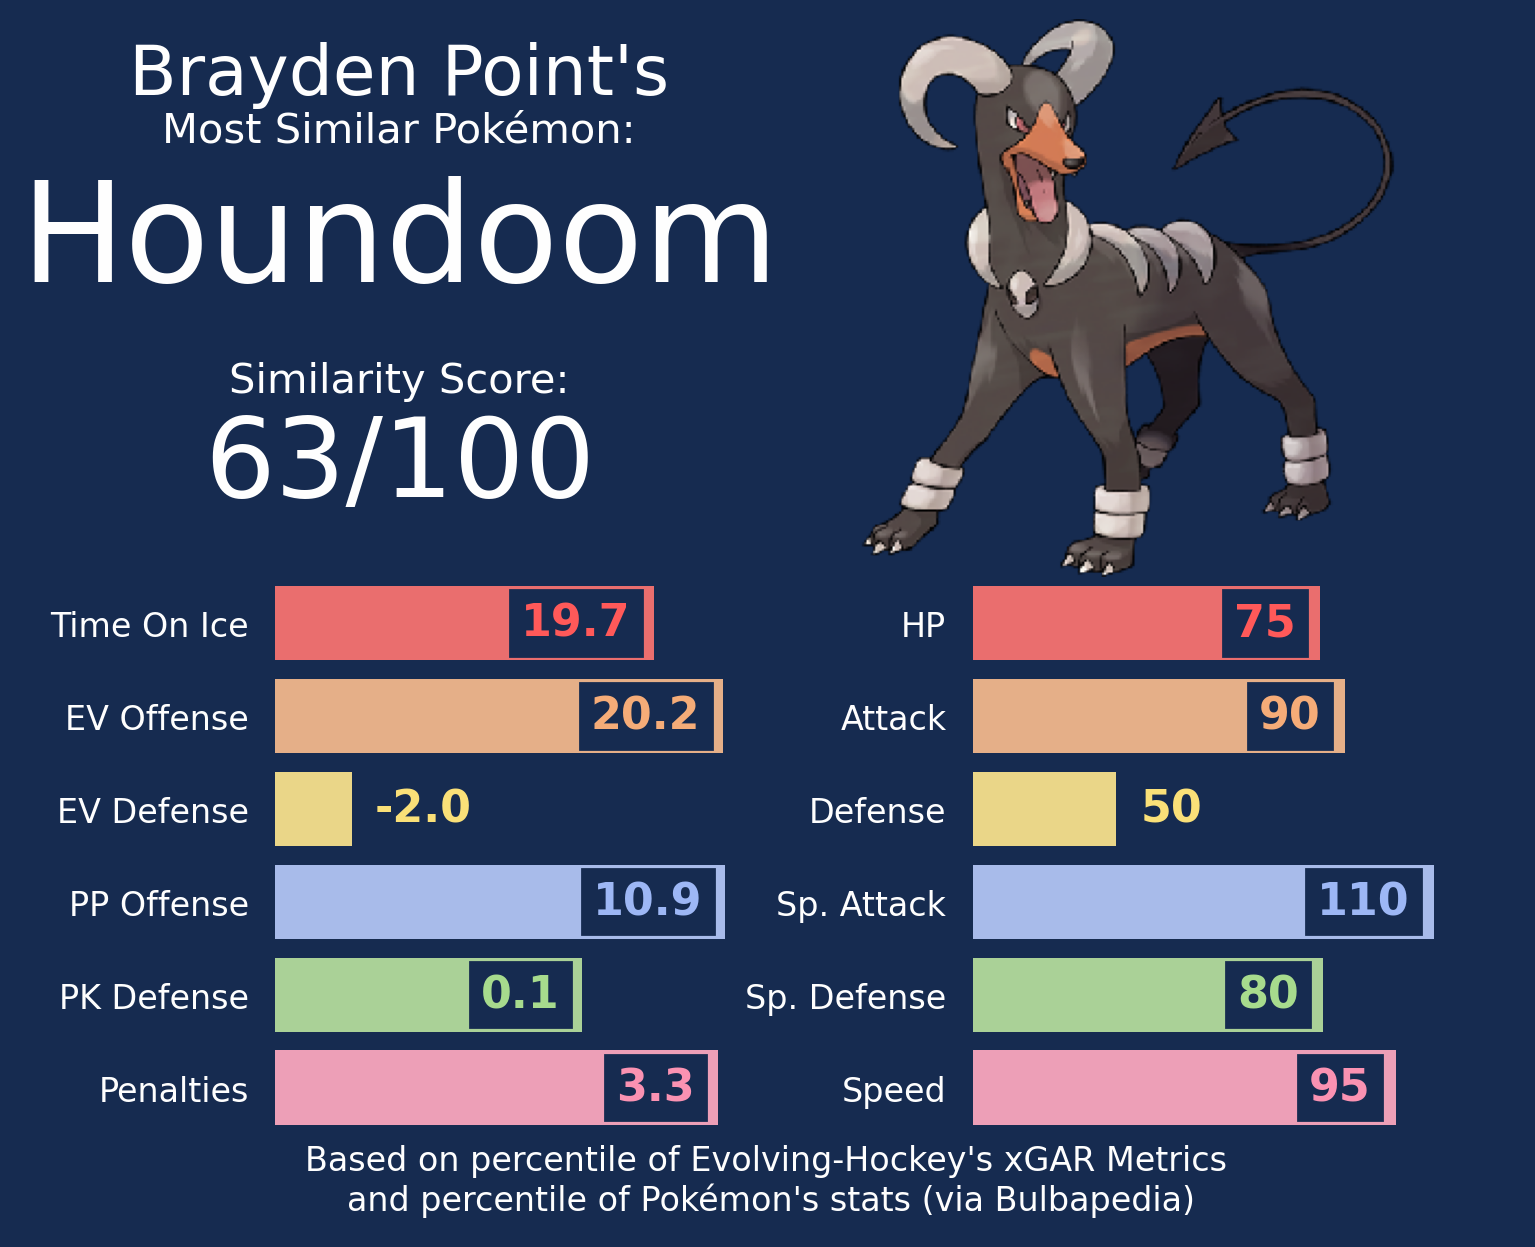 Brayden Point's
Most Similar Pokémon:
Houndoom
Similarity Score:
63/100
Time On Ice 19.7
EV Offense 20.2
EV Defense -2.0
PP Offense 10.9
PK Defense 0.1
Penalties 3.3
HP 75
Attack 90
Defense 50
Sp. Attack 110
Sp. Defense 80
Speed 95
Based on percentile of Evolving-Hockey's xGAR Metrics
and percentile of Pokémon's stats (via Bulbapedia)